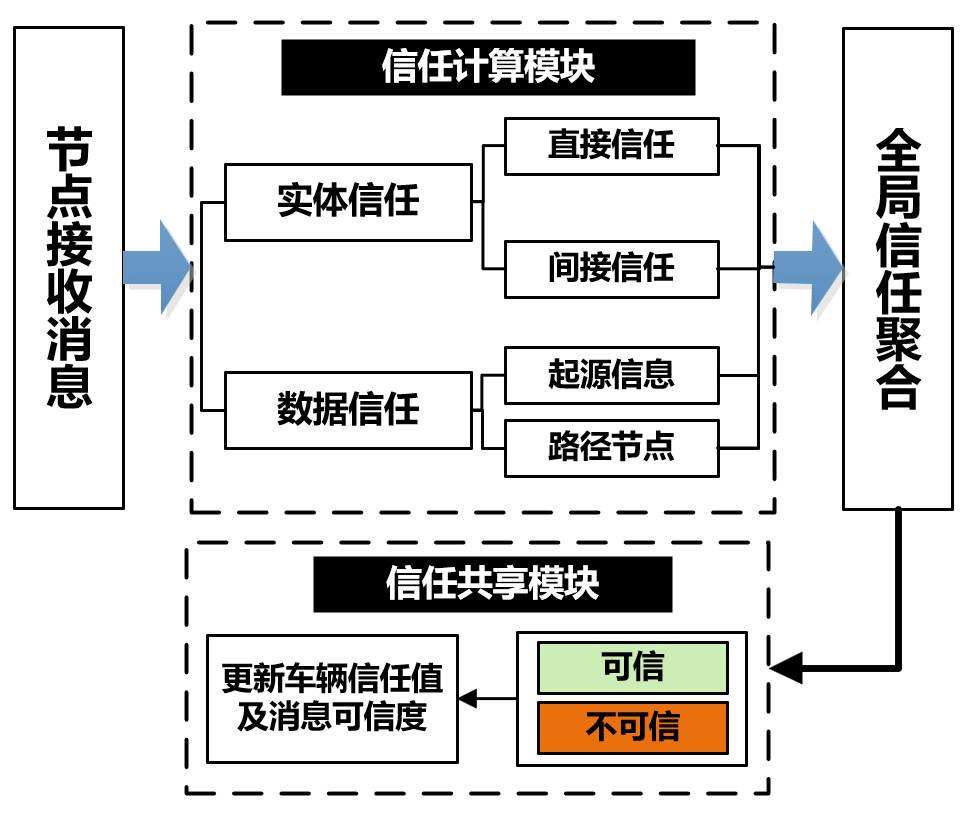 节点接收消息
信任计算模块
实体信任
直接信任
间接信任
数据信任
起源信息
路径节点
全局信任聚合
信任共享模块
更新车辆信任值
及消息可信度
可信
不可信